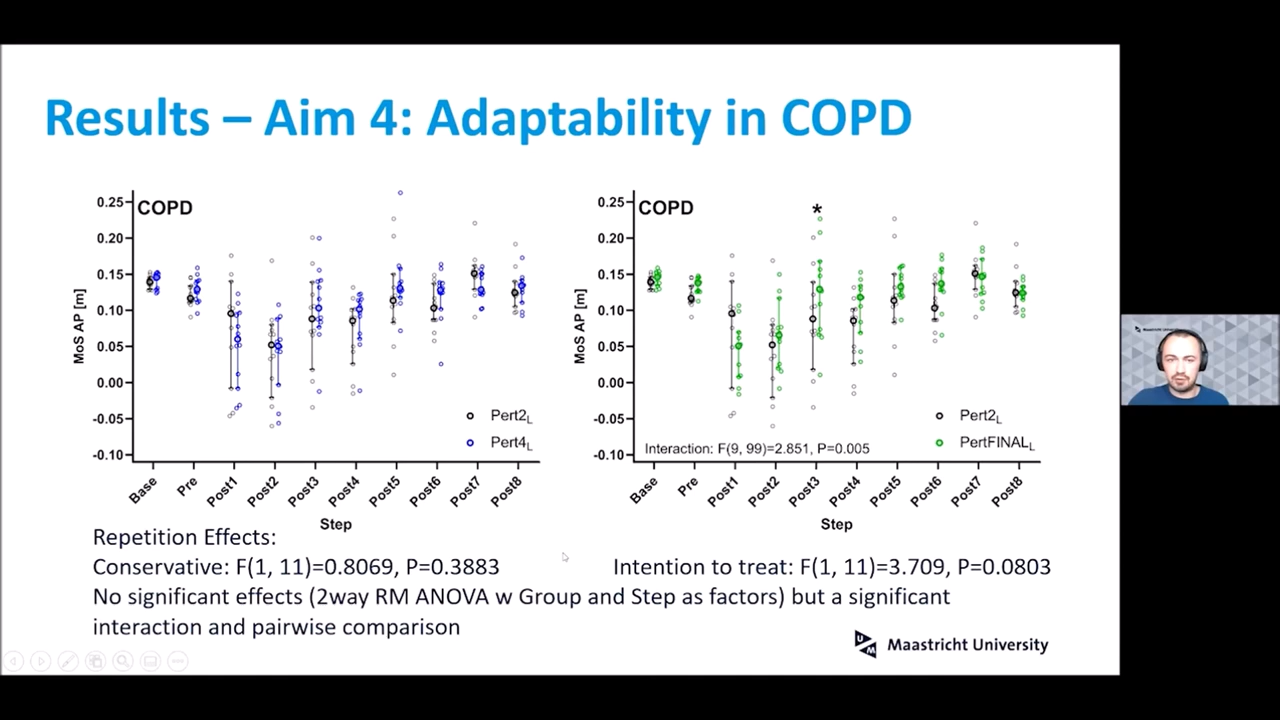 Results – Aim 4: Adaptability in COPD
COPD
0.25
0.20
0.15
0.10
0.05
0.00
-0.05
-0.10
MoS AP [m]
Pert2L
Pert4L
Base
Pre
Post1
Post2
Post3
Post4
Post5
Post6
Post7
Post8
Step
COPD
*
0.25
0.20
0.15
0.10
0.05
0.00
-0.05
-0.10
MoS AP [m]
Pert2L
PertFINALL
Interaction: F(9, 99)=2.851, P=0.005
Base
Pre
Post1
Post2
Post3
Post4
Post5
Post6
Post7
Post8
Step
Repetition Effects:
Conservative: F(1, 11)=0.8069, P=0.3883
Intention to treat: F(1, 11)=3.709, P=0.0803
No significant effects (2way RM ANOVA w Group and Step as factors) but a significant
interaction and pairwise comparison
UM
Maastricht University
Maastricht University